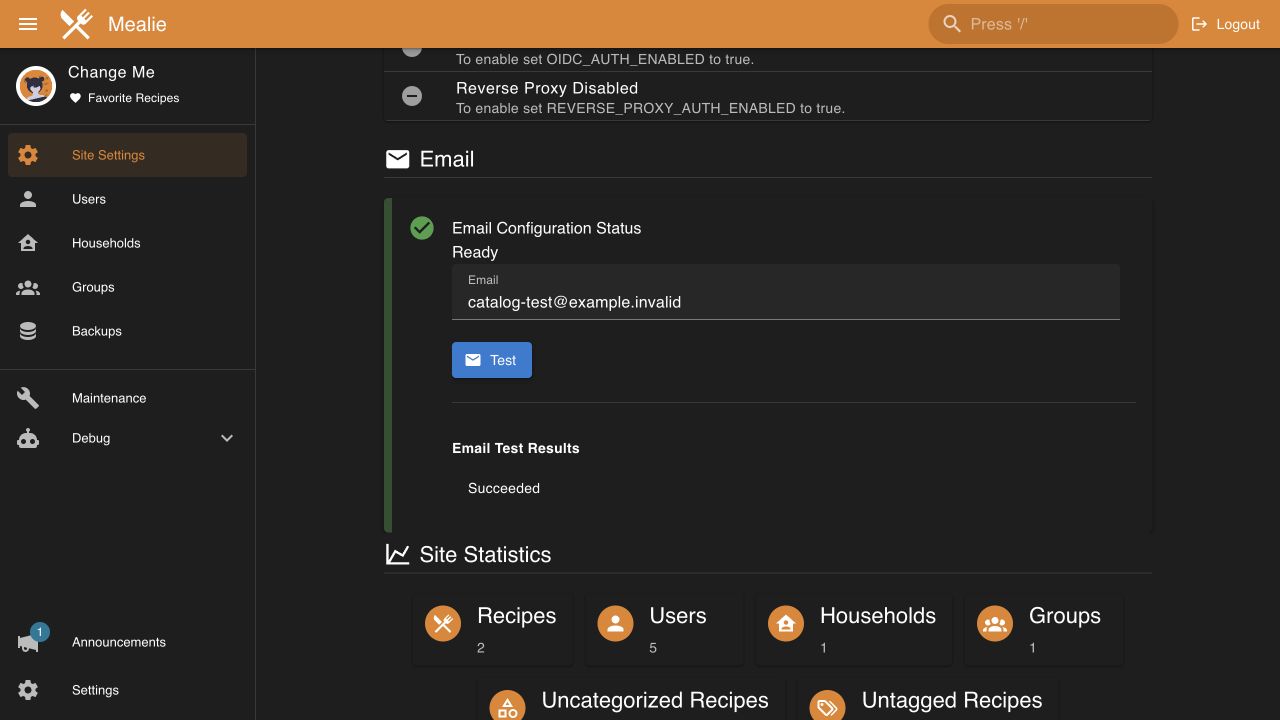 Mealie
Press '/'
Logout
Change Me
Favorite Recipes
Site Settings
Users
Households
Groups
Backups
Maintenance
Debug
1
Announcements
Settings
To enable set OIDC_AUTH_ENABLED to true.
Reverse Proxy Disabled
To enable set REVERSE_PROXY_AUTH_ENABLED to true.
Email
Email Configuration Status
Ready
Email
catalog-test@example.invalid
Test
Email Test Results
Succeeded
Site Statistics
Recipes
2
Users
5
Households
1
Groups
1
Uncategorized Recipes
Untagged Recipes